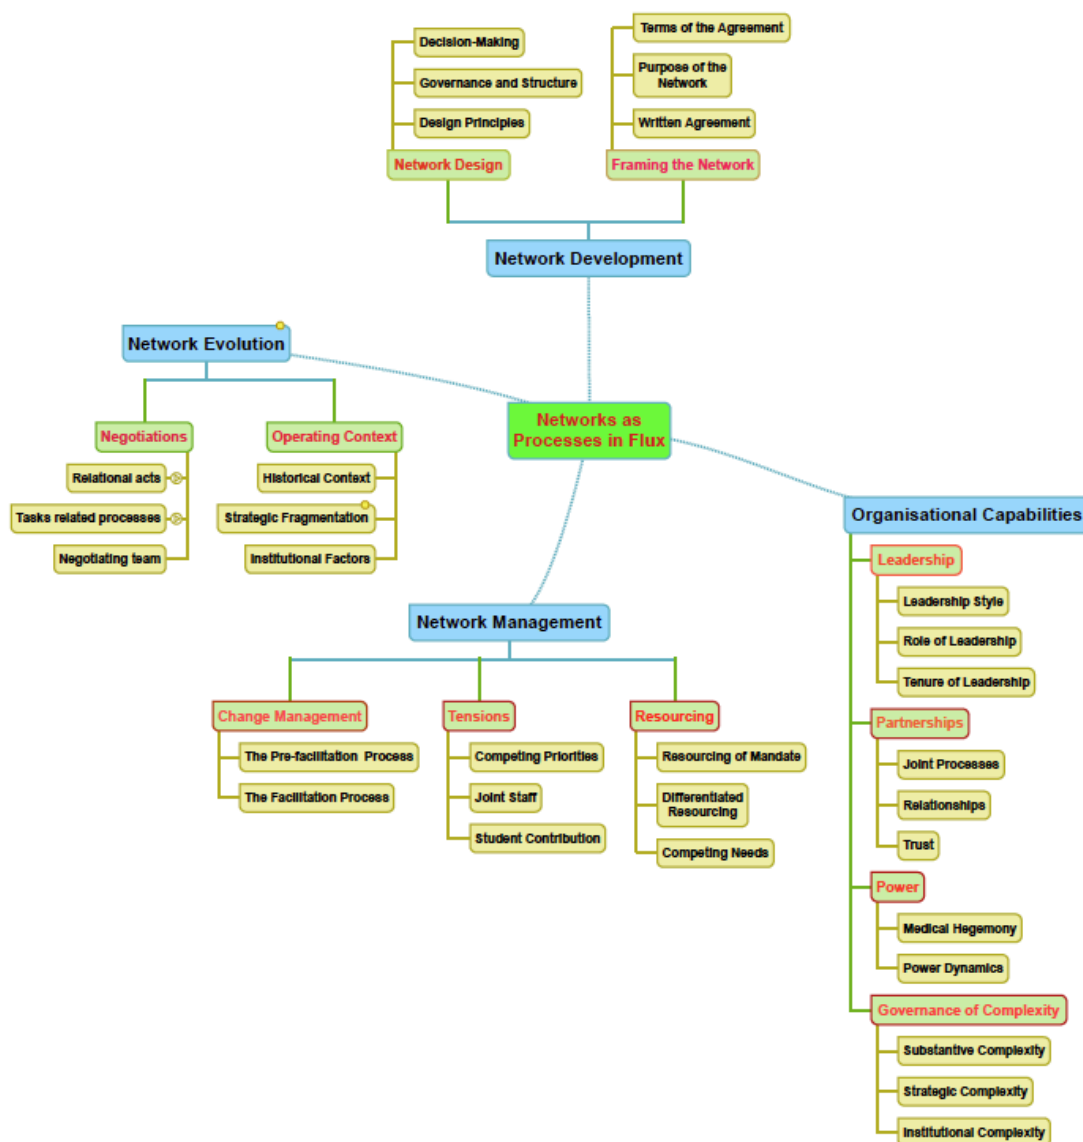 Decision-Making
Governance and Structure
Design Principles
Network Design
Terms of the Agreement
Purpose of the
Network
Written Agreement
Framing the Network
Network Development
Network Evolution
Negotiations
Relational acts
Tasks related processes
Negotiating team
Operating Context
Historical Context
Strategic Fragmentation
Institutional Factors
Networks as
Processes in Flux
Network Management
Change Management
The Pre-facilitation Process
The Facilitation Process
Tensions
Competing Priorities
Joint Staff
Student Contribution
Resourcing
Resourcing of Mandate
Differentiated
Resourcing
Competing Needs
Organisational Capabilities
Leadership
Leadership Style
Role of Leadership
Tenure of Leadership
Partnerships
Joint Processes
Relationships
Trust
Power
Medical Hegemony
Power Dynamics
Governance of Complexity
Substantive Complexity
Strategic Complexity
Institutional Complexity